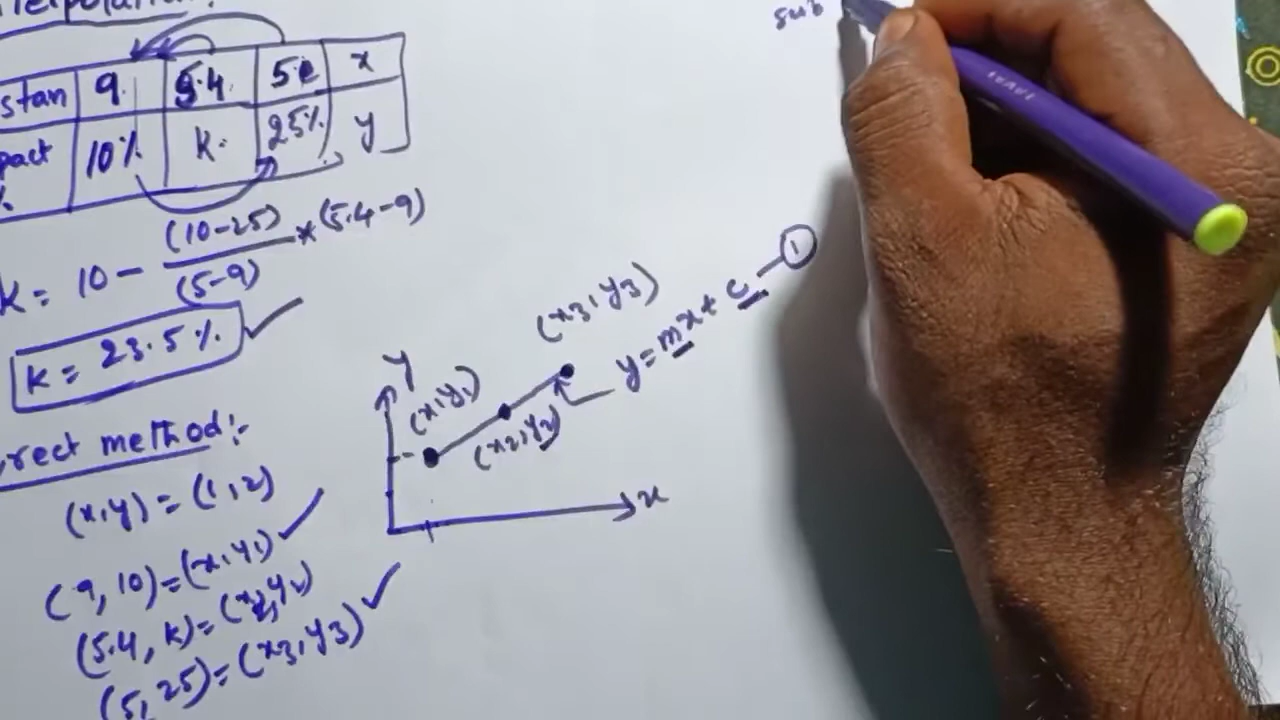 terpolation:
stan 9 5.4 5 x
pact % 10% K 25% y
K = 10 - (10-25)/(5-9) * (5.4-9)
K = 23.5%
rect method:-
(x,y) = (1,2)
(9,10) = (x1,y1)
(5.4, K) = (x2,y2)
(5, 25) = (x3,y3)
y
(x1,y1)
(x2,y2)
(x3,y3)
x
y = mx + c — 1
sub